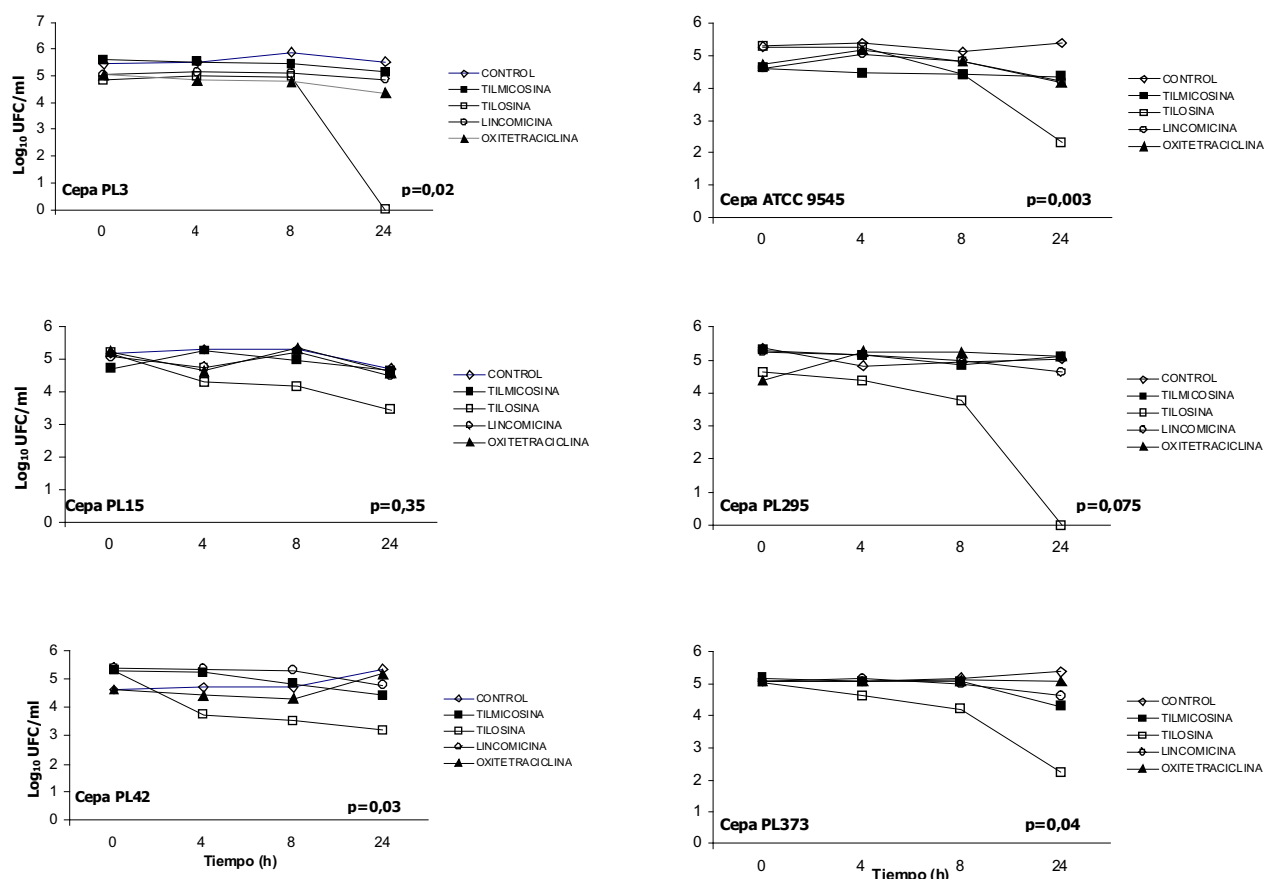 7
6
5
4
3
2
1
0
Log10 UFC/ml
0 4 8 24
Cepa PL3
p=0,02
CONTROL
TILMICOSINA
TILOSINA
LINCOMICINA
OXITETRACICLINA
6
5
4
3
2
1
0
0 4 8 24
Cepa ATCC 9545
p=0,003
CONTROL
TILMICOSINA
TILOSINA
LINCOMICINA
OXITETRACICLINA
6
5
4
3
2
1
0
Log10 UFC/ml
0 4 8 24
Cepa PL15
p=0,35
CONTROL
TILMICOSINA
TILOSINA
LINCOMICINA
OXITETRACICLINA
6
5
4
3
2
1
0
0 4 8 24
Cepa PL295
p=0,075
CONTROL
TILMICOSINA
TILOSINA
LINCOMICINA
OXITETRACICLINA
6
5
4
3
2
1
0
Log10 UFC/ml
0 4 8 24
Tiempo (h)
Cepa PL42
p=0,03
CONTROL
TILMICOSINA
TILOSINA
LINCOMICINA
OXITETRACICLINA
6
5
4
3
2
1
0
0 4 8 24
Tiempo (h)
Cepa PL373
p=0,04
CONTROL
TILMICOSINA
TILOSINA
LINCOMICINA
OXITETRACICLINA